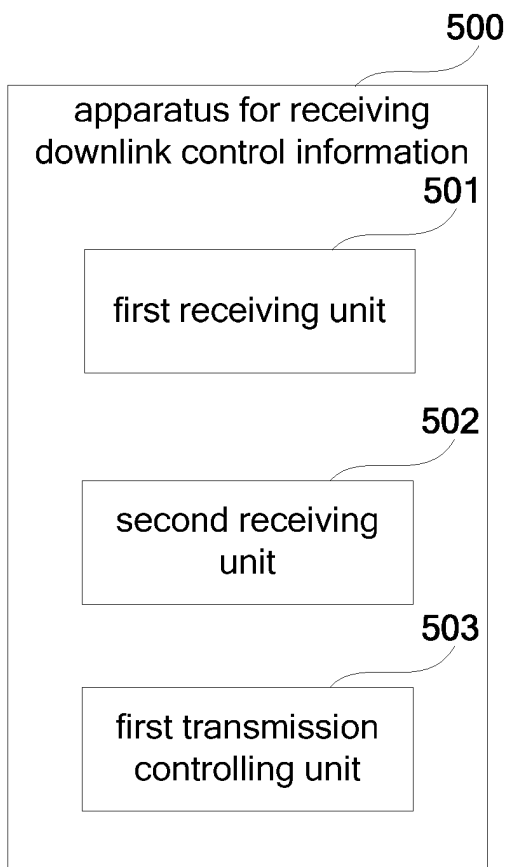 500
apparatus for receiving
downlink control information
501
first receiving unit
502
second receiving
unit
503
first transmission
controlling unit